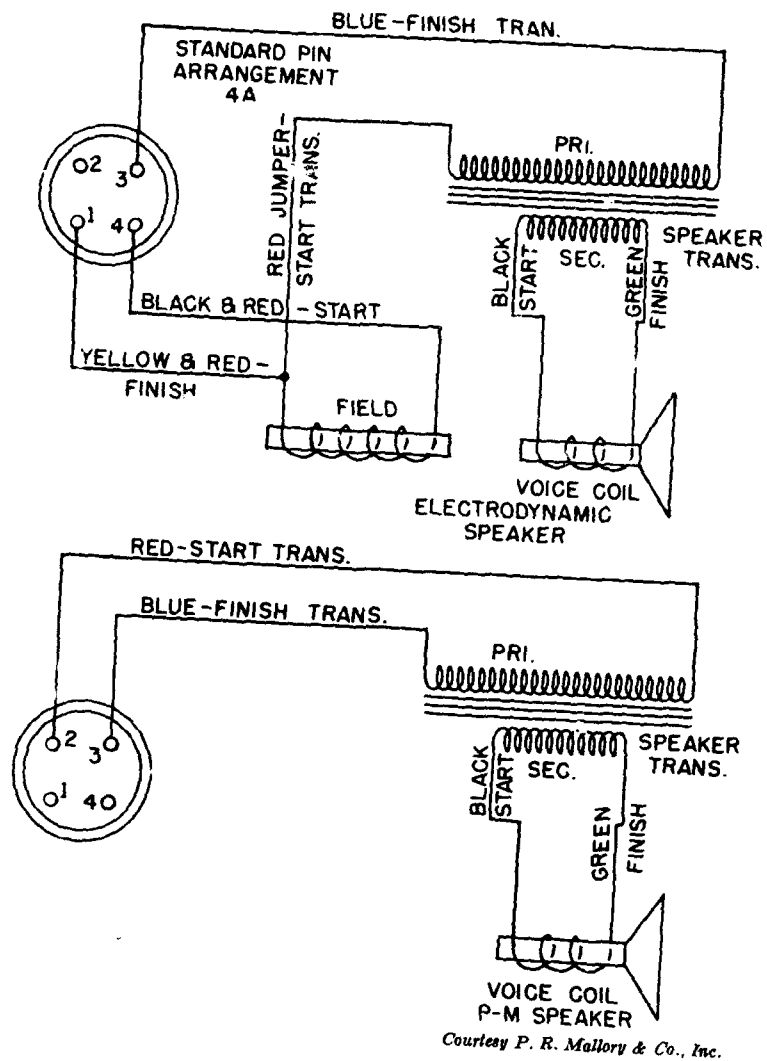 BLUE-FINISH TRAN.
STANDARD PIN
ARRANGEMENT
4A
2
3
1
4
RED JUMPER-
START TRANS.
PRI.
SPEAKER
TRANS.
SEC.
BLACK
START
GREEN
FINISH
BLACK & RED-START
YELLOW & RED-
FINISH
FIELD
VOICE COIL
ELECTRODYNAMIC
SPEAKER
RED-START TRANS.
BLUE-FINISH TRANS.
PRI.
2
3
1
4
SPEAKER
TRANS.
SEC.
BLACK
START
GREEN
FINISH
VOICE COIL
P-M SPEAKER
Courtesy P. R. Mallory & Co., Inc.